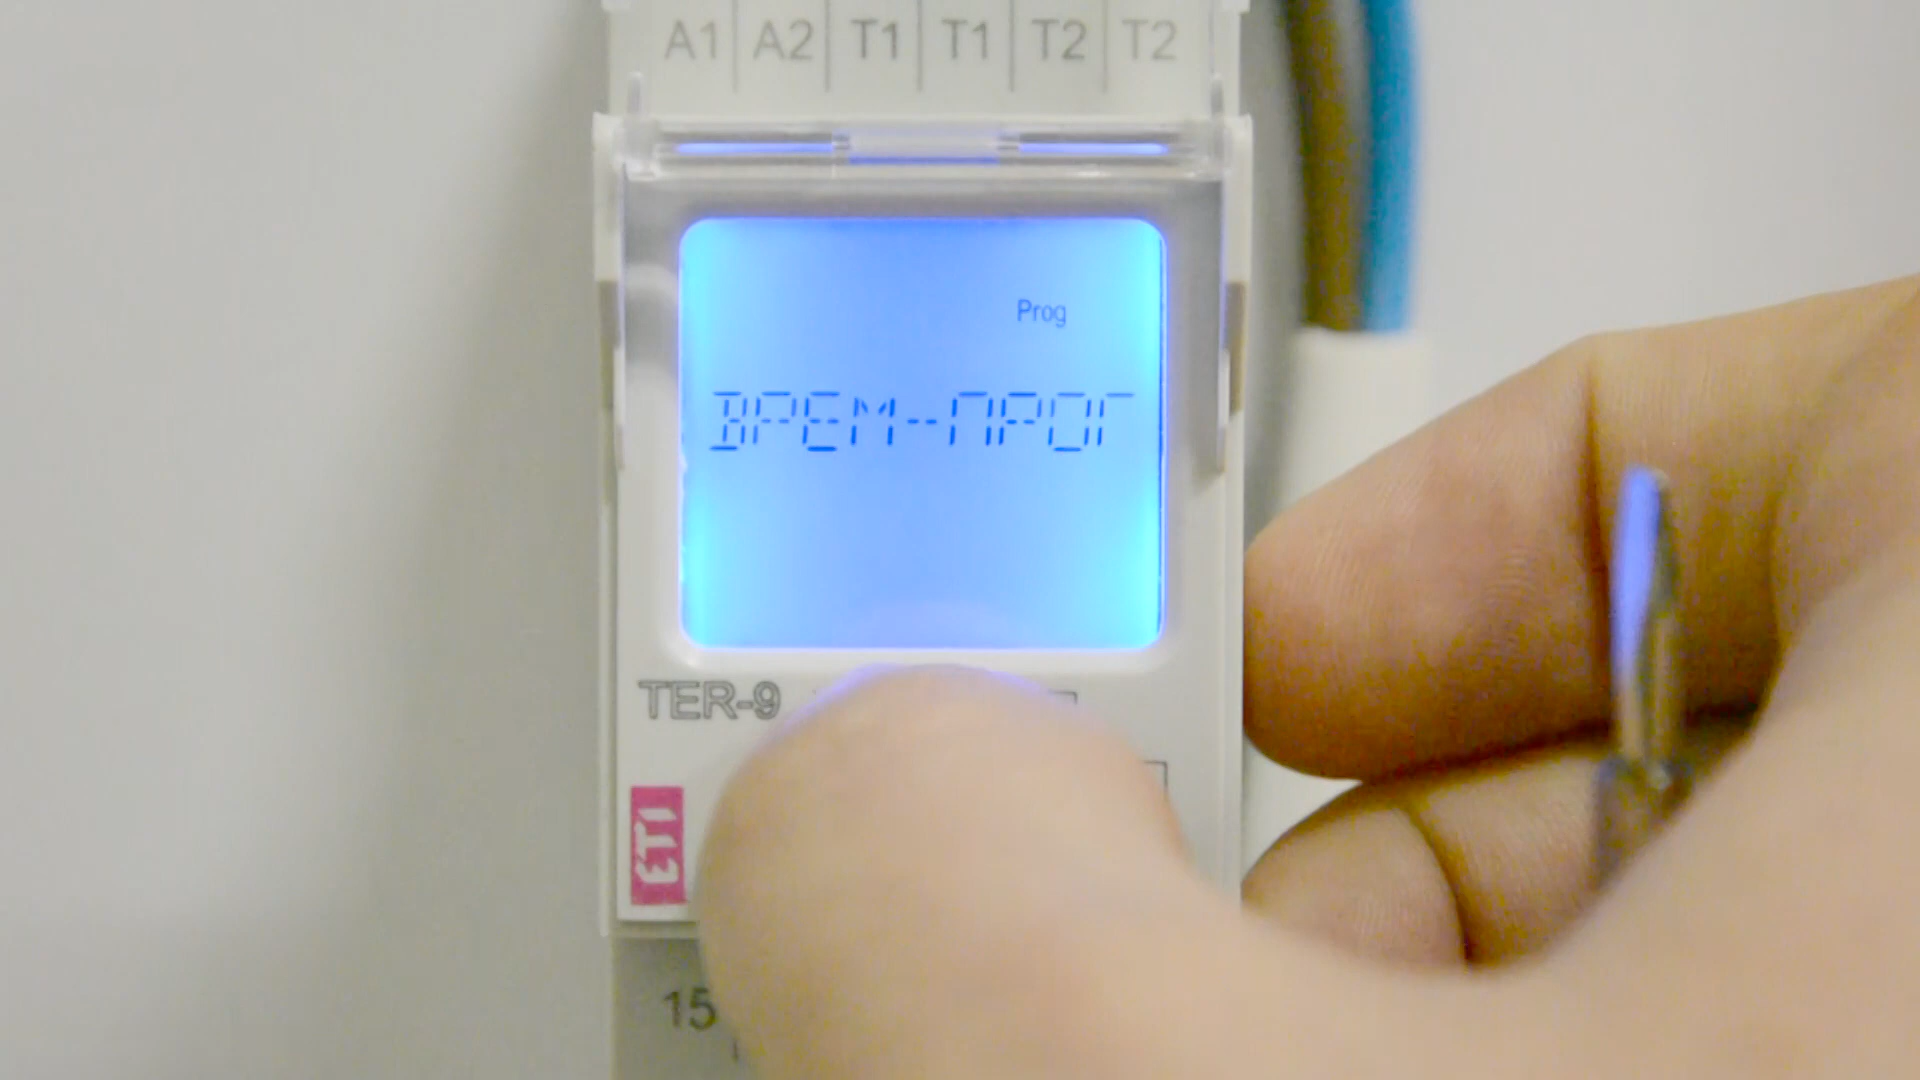 A1 A2 T1 T1 T2 T2
Prog
ВРЕМ--ПРОГ
TER-9
ETI
15